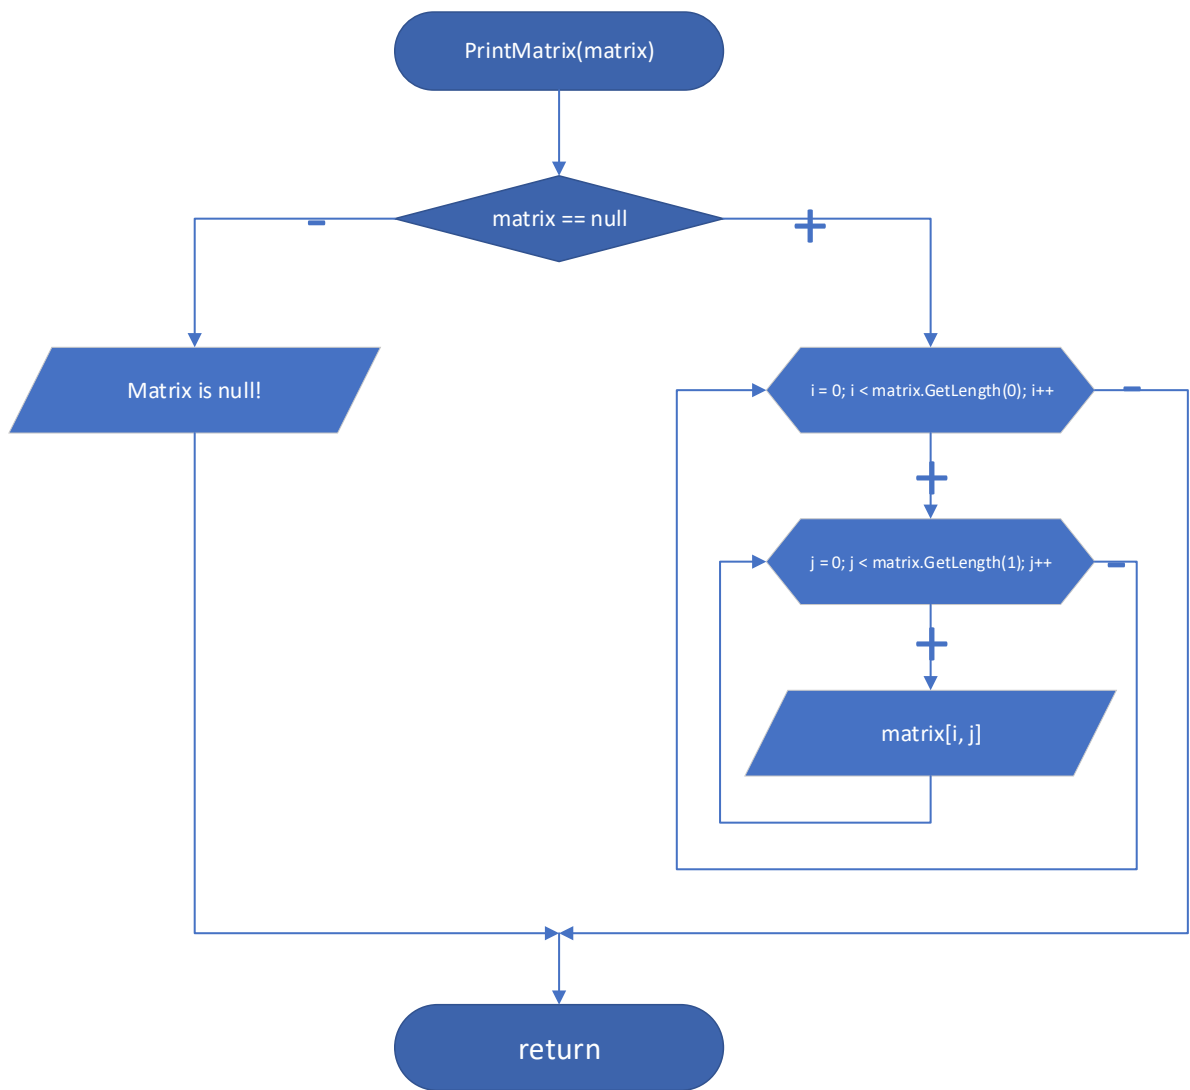 PrintMatrix(matrix)
matrix == null
-
+
Matrix is null!
i = 0; i < matrix.GetLength(0); i++
-
+
j = 0; j < matrix.GetLength(1); j++
-
+
matrix[i, j]
return